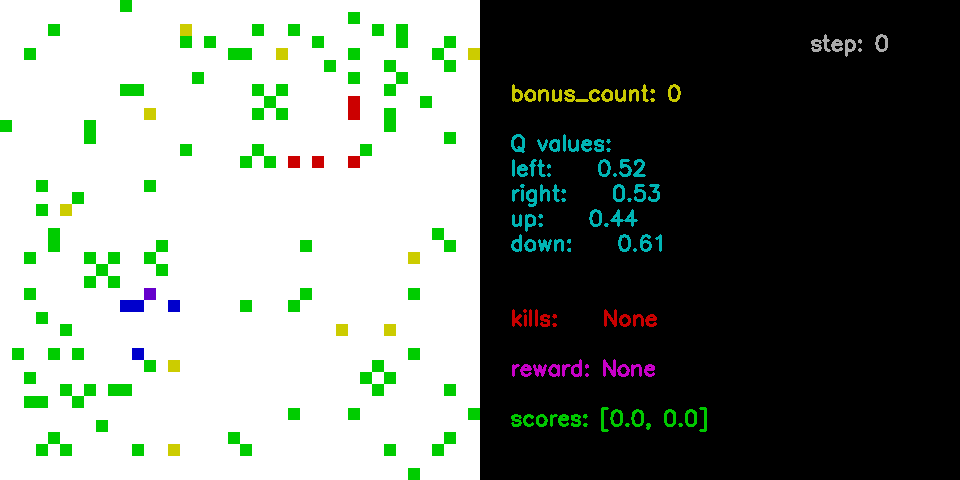 step: 0
bonus_count: 0
Q values:
left: 0.52
right: 0.53
up: 0.44
down: 0.61
kills: None
reward: None
scores: [0.0, 0.0]